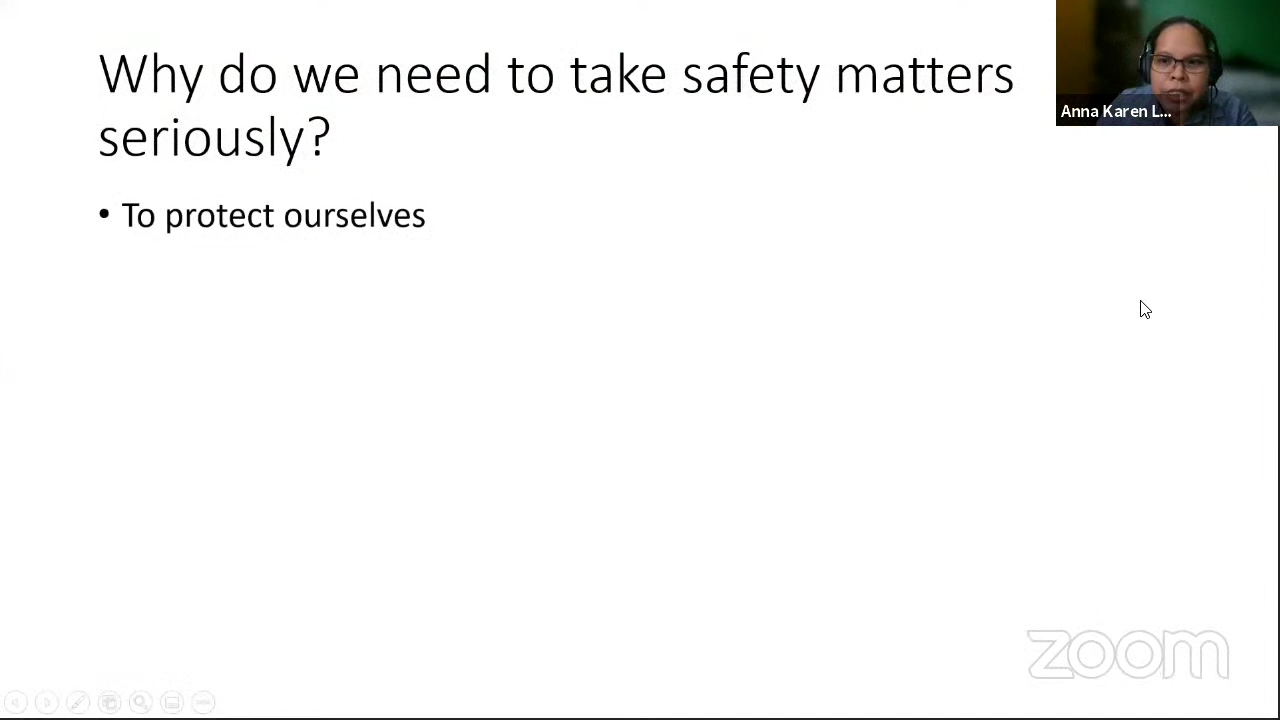 Why do we need to take safety matters
seriously?
Anna Karen L...
• To protect ourselves
zoom